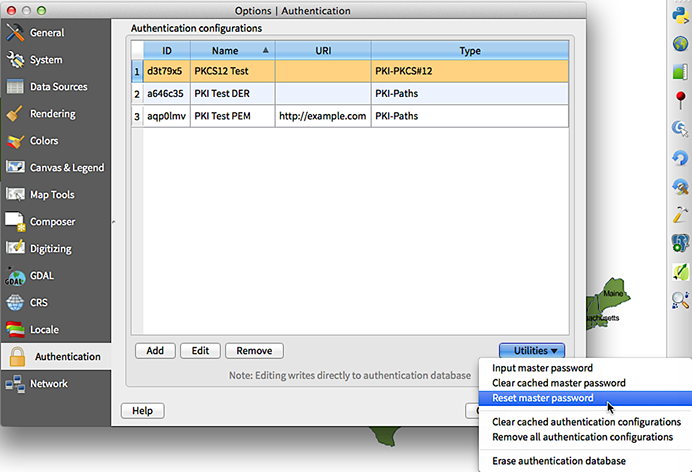 Options | Authentication
General
System
Data Sources
Rendering
Colors
Canvas & Legend
Map Tools
Composer
Digitizing
GDAL
GDAL
CRS
Locale
Authentication
Network
Authentication configurations
ID Name URI Type
1 d3t79x5 PKCS12 Test PKI-PKCS#12
2 a646c35 PKI Test DER PKI-Paths
3 aqp0lmv PKI Test PEM http://example.com PKI-Paths
Add Edit Remove Utilities
Note: Editing writes directly to authentication database
Help
Input master password
Clear cached master password
Reset master password
Clear cached authentication configurations
Remove all authentication configurations
Erase authentication database
Maine